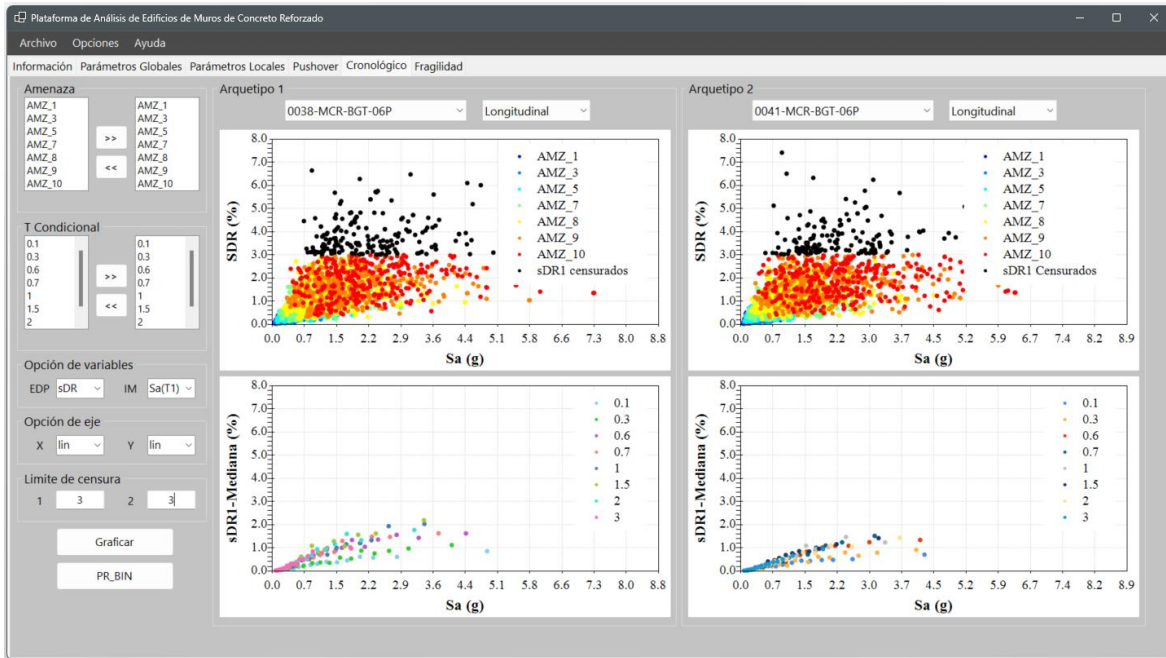 Plataforma de Análisis de Edificios de Muros de Concreto Reforzado
Archivo Opciones Ayuda
Información Parámetros Globales Parámetros Locales Pushover Cronológico Fragilidad
Amenaza
AMZ_1
AMZ_3
AMZ_5
AMZ_7
AMZ_8
AMZ_9
AMZ_10
>>
<<
AMZ_1
AMZ_3
AMZ_5
AMZ_7
AMZ_8
AMZ_9
AMZ_10
T Condicional
0.1
0.3
0.6
0.7
1
1.5
2
>>
<<
0.1
0.3
0.6
0.7
1
1.5
2
Opción de variables
EDP sDR IM Sa(T1)
Opción de eje
X lin Y lin
Limite de censura
1 3 2 3
Graficar
PR_BIN
Arquetipo 1
0038-MCR-BGT-06P Longitudinal
SDR (%)
8.0
7.0
6.0
5.0
4.0
3.0
2.0
1.0
0.0
AMZ_1
AMZ_3
AMZ_5
AMZ_7
AMZ_8
AMZ_9
AMZ_10
sDR1 censurados
0.0 0.7 1.5 2.2 2.9 3.6 4.4 5.1 5.8 6.6 7.3 8.0 8.8
Sa (g)
sDR1-Mediana (%)
8.0
7.0
6.0
5.0
4.0
3.0
2.0
1.0
0.0
0.1
0.3
0.6
0.7
1
1.5
2
3
0.0 0.7 1.5 2.2 2.9 3.6 4.4 5.1 5.8 6.6 7.3 8.0 8.8
Sa (g)
Arquetipo 2
0041-MCR-BGT-06P Longitudinal
SDR (%)
8.0
7.0
6.0
5.0
4.0
3.0
2.0
1.0
0.0
AMZ_1
AMZ_3
AMZ_5
AMZ_7
AMZ_8
AMZ_9
AMZ_10
sDR1 Censurados
0.0 0.7 1.5 2.2 3.0 3.7 4.5 5.2 5.9 6.7 7.4 8.2 8.9
Sa (g)
sDR1-Mediana (%)
8.0
7.0
6.0
5.0
4.0
3.0
2.0
1.0
0.0
0.1
0.3
0.6
0.7
1
1.5
2
3
0.0 0.7 1.5 2.2 3.0 3.7 4.5 5.2 5.9 6.7 7.4 8.2 8.9
Sa (g)